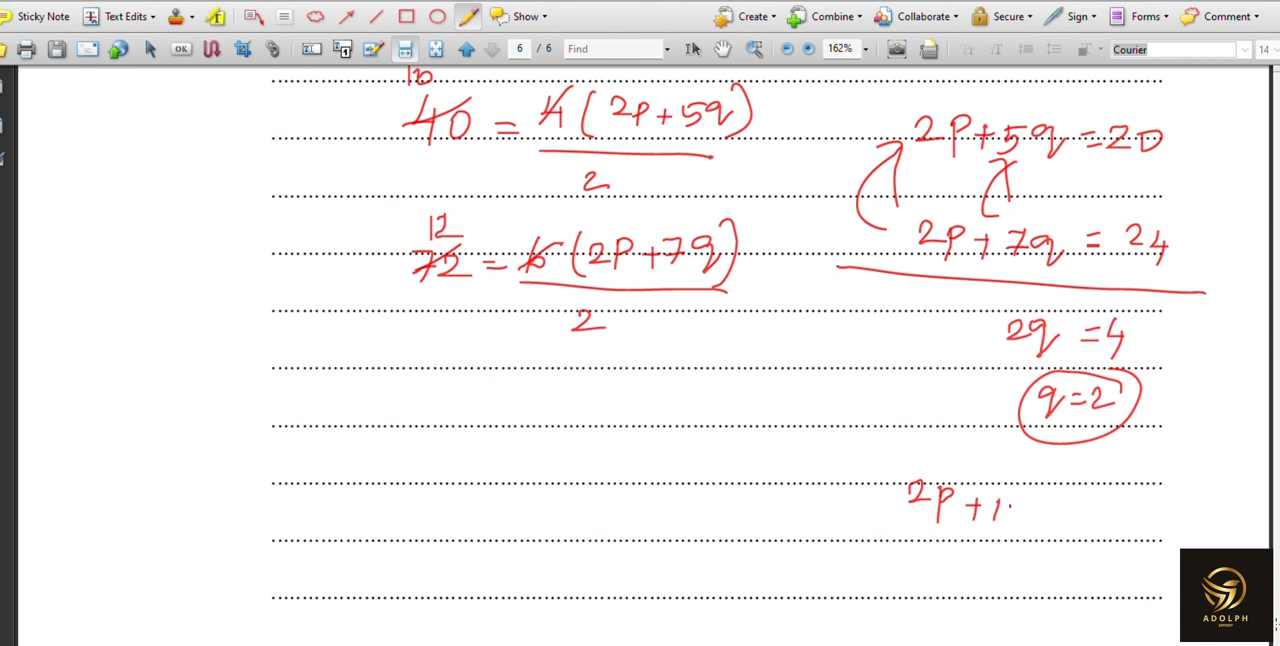 Sticky Note Text Edits Show Create Combine Collaborate Secure Sign Forms Comment
OK 6 / 6 Find 162% Tr Courier 14
10
40 = 4(2p+5q)
2
12
72 = 6(2p+7q)
2
2p+5q=20
2p+7q=24
2q=4
q=2
2p+1
ADOLPH